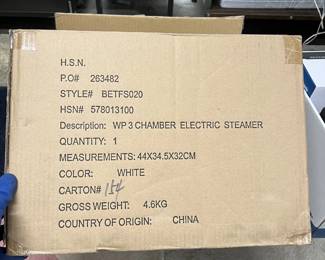 H.S.N.
P.O# 263482
STYLE# BETFS020
HSN# 578013100
Description: WP 3 CHAMBER ELECTRIC STEAMER
QUANTITY: 1
MEASUREMENTS: 44X34.5X32CM
COLOR: WHITE
CARTON#
GROSS WEIGHT: 4.6KG
COUNTRY OF ORIGIN: CHINA